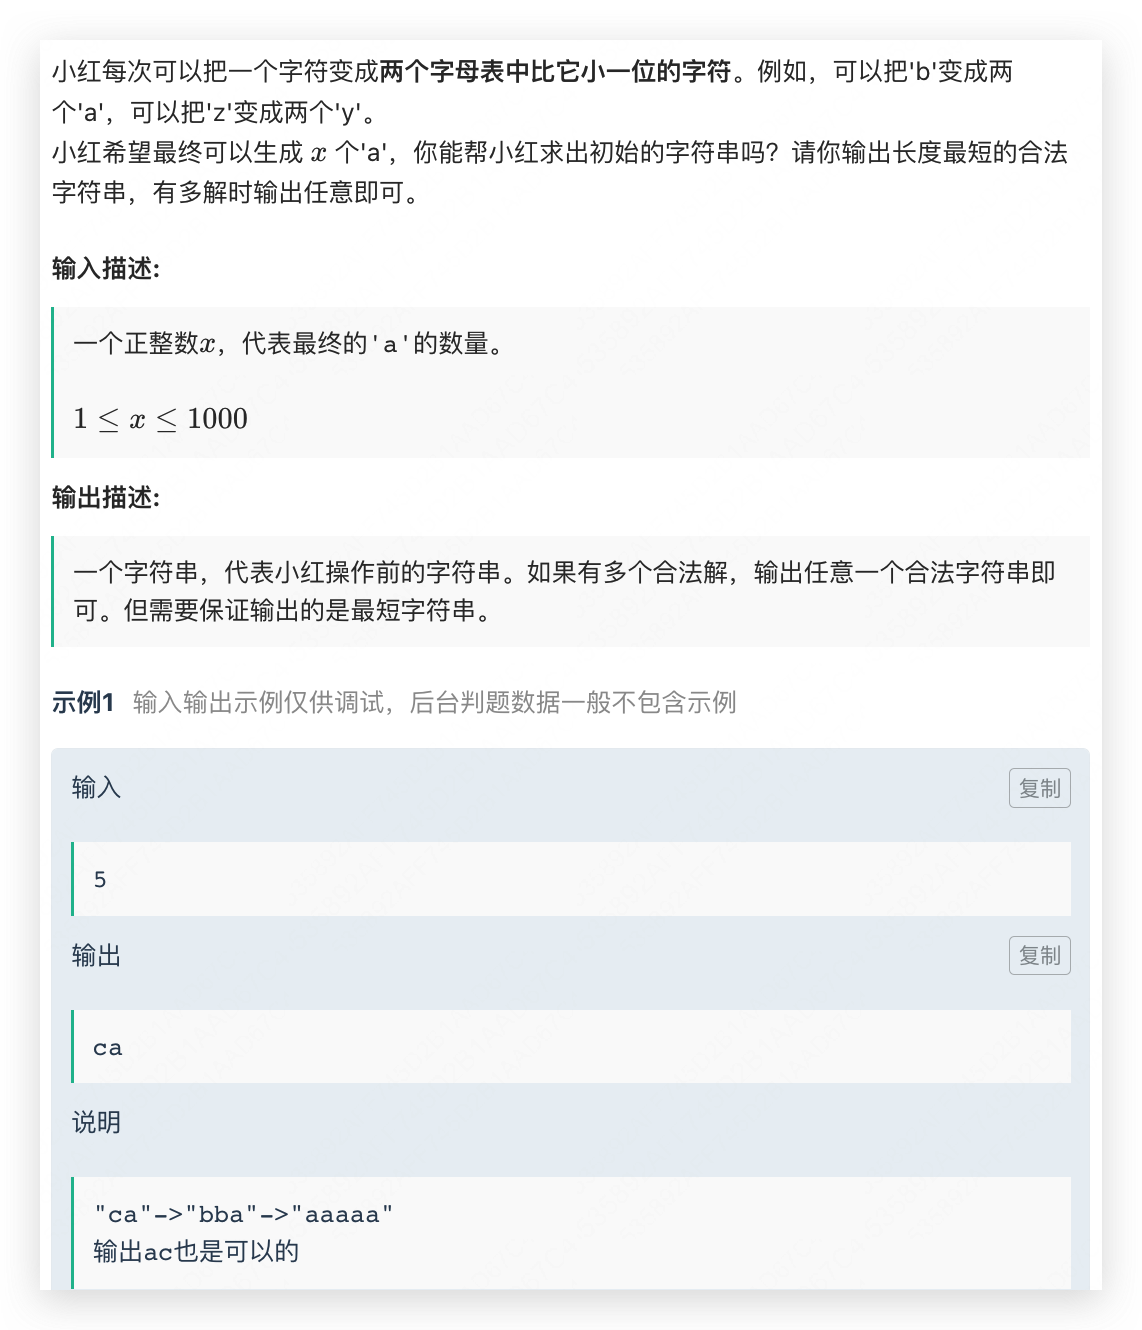 小红每次可以把一个字符变成两个字母表中比它小一位的字符。例如，可以把'b'变成两
个'a'，可以把'z'变成两个'y'。
小红希望最终可以生成 x 个'a'，你能帮小红求出初始的字符串吗？请你输出长度最短的合法
字符串，有多解时输出任意即可。
输入描述:
一个正整数x，代表最终的'a'的数量。
1 ≤ x ≤ 1000
输出描述:
一个字符串，代表小红操作前的字符串。如果有多个合法解，输出任意一个合法字符串即
可。但需要保证输出的是最短字符串。
示例1 输入输出示例仅供调试，后台判题数据一般不包含示例
输入 复制
5
输出 复制
ca
说明
"ca"->"bba"->"aaaaa"
输出ac也是可以的